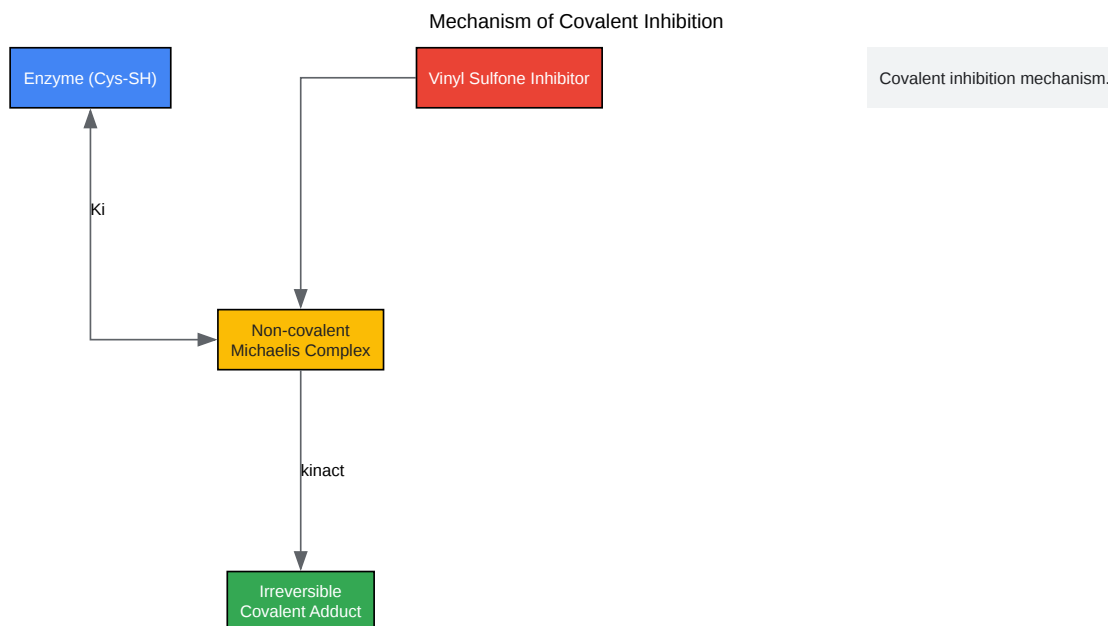 Mechanism of Covalent Inhibition
Enzyme (Cys-SH)
Vinyl Sulfone Inhibitor
Covalent inhibition mechanism.
Ki
Non-covalent
Michaelis Complex
kinact
Irreversible
Covalent Adduct